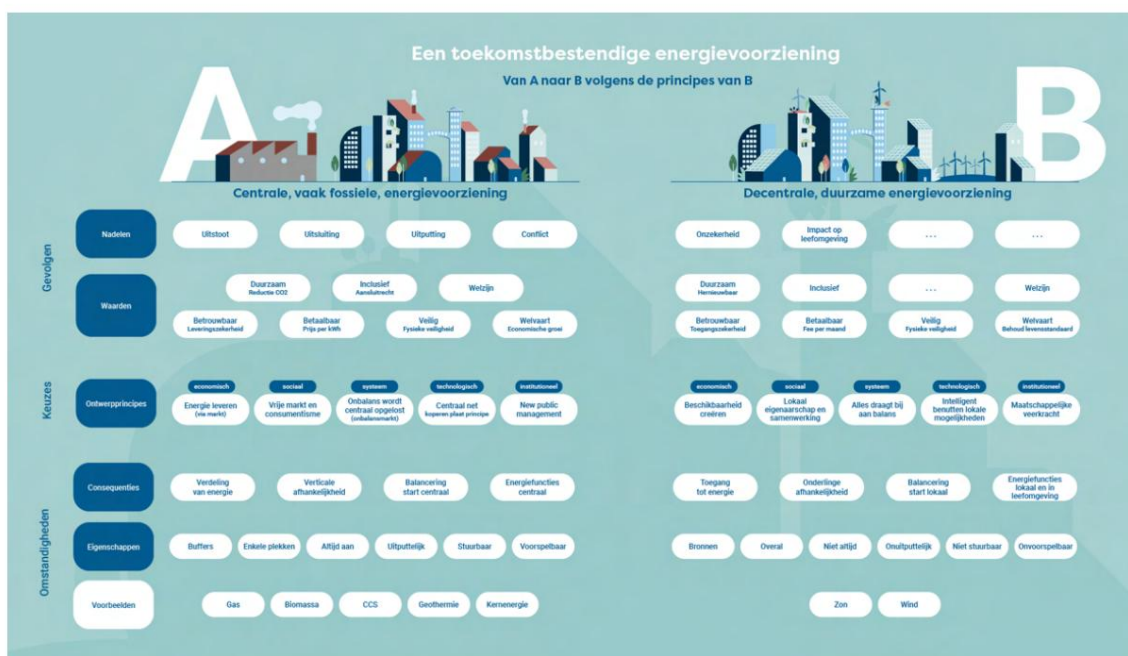 Een toekomstbestendige energievoorziening
Van A naar B volgens de principes van B
A
B
Centrale, vaak fossiele, energievoorziening
Decentrale, duurzame energievoorziening
Gevolgen
Nadelen
Uitstoot
Uitsluiting
Uitputting
Conflict
Onzekerheid
Impact op
leefomgeving
...
...
Waarden
Duurzaam
Reductie CO2
Inclusief
Aansluitrecht
Welzijn
Duurzaam
Hernieuwbaar
Inclusief
...
Welzijn
Betrouwbaar
Leveringszekerheid
Betaalbaar
Prijs per kWh
Veilig
Fysieke veiligheid
Welvaart
Economische groei
Betrouwbaar
Toegangszekerheid
Betaalbaar
Fee per maand
Veilig
Fysieke veiligheid
Welvaart
Behoud levensstandaard
Keuzes
Ontwerpprincipes
economisch
Energie leveren
(via markt)
sociaal
Vrije markt en
consumentisme
systeem
Onbalans wordt
centraal opgelost
(onbalansmarkt)
technologisch
Centraal net
koperen plaat principe
institutioneel
New public
management
economisch
Beschikbaarheid
creëren
sociaal
Lokaal
eigenaarschap en
samenwerking
systeem
Alles draagt bij
aan balans
technologisch
Intelligent
benutten lokale
mogelijkheden
institutioneel
Maatschappelijke
veerkracht
Omstandigheden
Consequenties
Verdeling
van energie
Verticale
afhankelijkheid
Balancering
start centraal
Energiefuncties
centraal
Toegang
tot energie
Onderlinge
afhankelijkheid
Balancering
start lokaal
Energiefuncties
lokaal en in
leefomgeving
Eigenschappen
Buffers
Enkele plekken
Altijd aan
Uitputtelijk
Stuurbaar
Voorspelbaar
Bronnen
Overal
Niet altijd
Onuitputtelijk
Niet stuurbaar
Onvoorspelbaar
Voorbeelden
Gas
Biomassa
CCS
Geothermie
Kernenergie
Zon
Wind